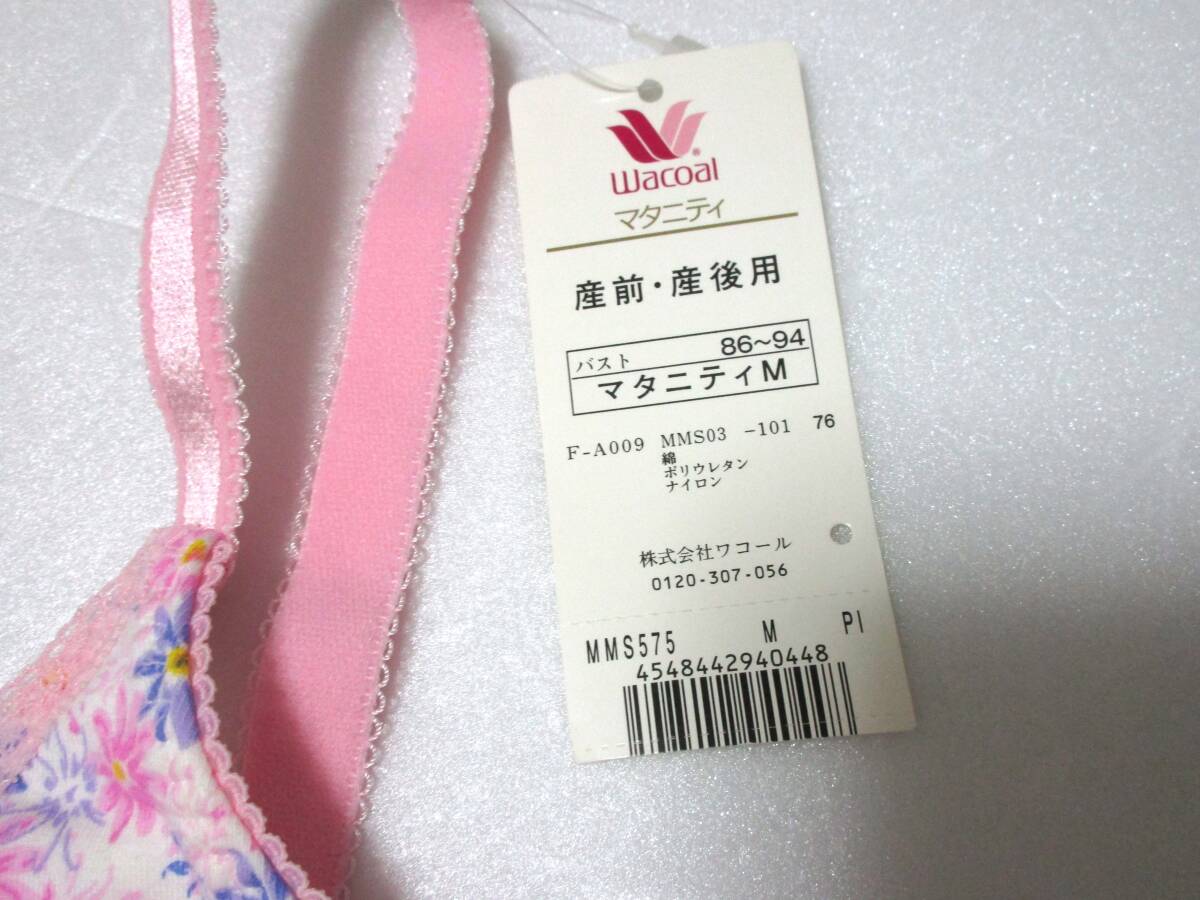 Wacoal
マタニティ
産前・産後用
バスト 86~94
マタニティM
F-A009 MMS03 -101 76
綿
ポリウレタン
ナイロン
株式会社ワコール
0120-307-056
MMS575 M PI
4548442940448